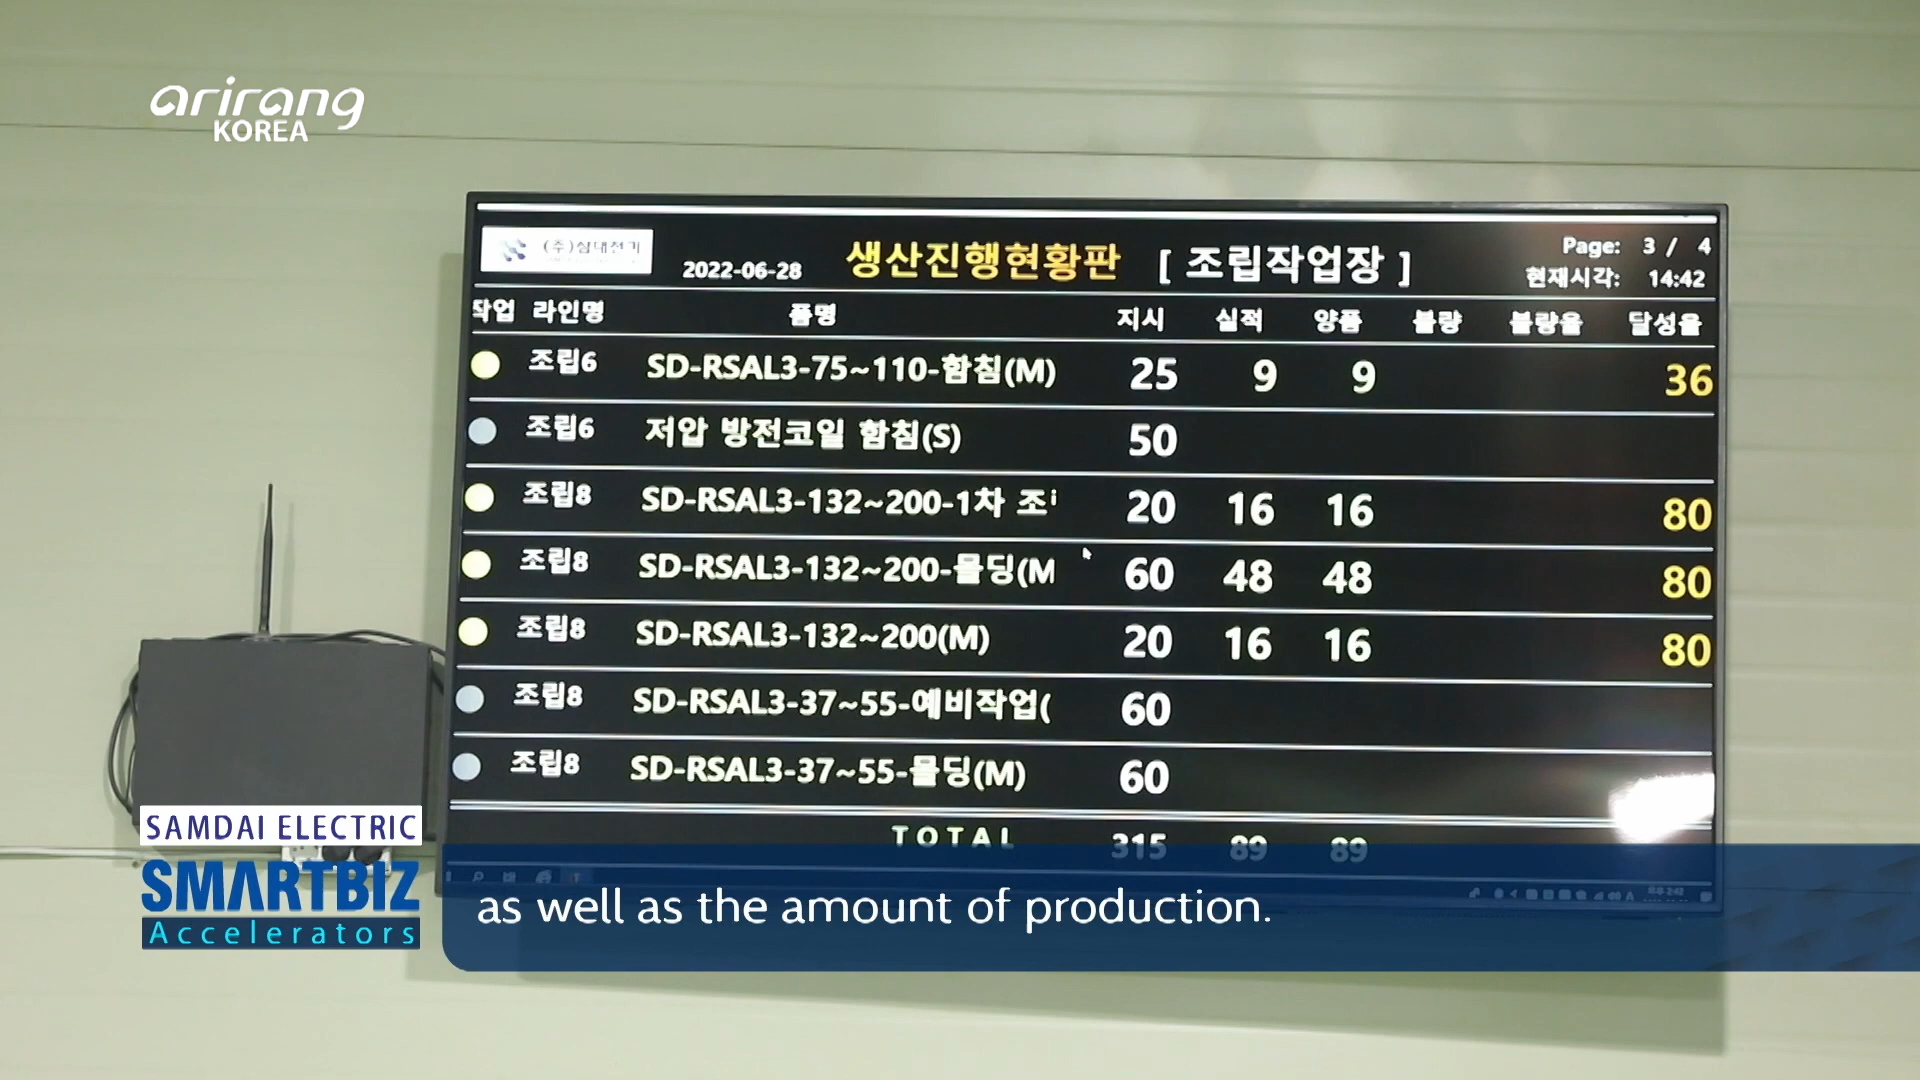 arirang
KOREA
(주)삼대전기
2022-06-28
생산진행현황판 [ 조립작업장 ]
Page: 3 / 4
현재시각: 14:42
작업 라인명 품명 지시 실적 양품 불량 불량율 달성율
조립6 SD-RSAL3-75~110-함침(M) 25 9 9 36
조립6 저압 방전코일 함침(S) 50
조립8 SD-RSAL3-132~200-1차 조 20 16 16 80
조립8 SD-RSAL3-132~200-몰딩(M 60 48 48 80
조립8 SD-RSAL3-132~200(M) 20 16 16 80
조립8 SD-RSAL3-37~55-예비작업( 60
조립8 SD-RSAL3-37~55-몰딩(M) 60
TOTAL 315 89 89
SAMDAI ELECTRIC
SMARTBIZ
Accelerators
as well as the amount of production.